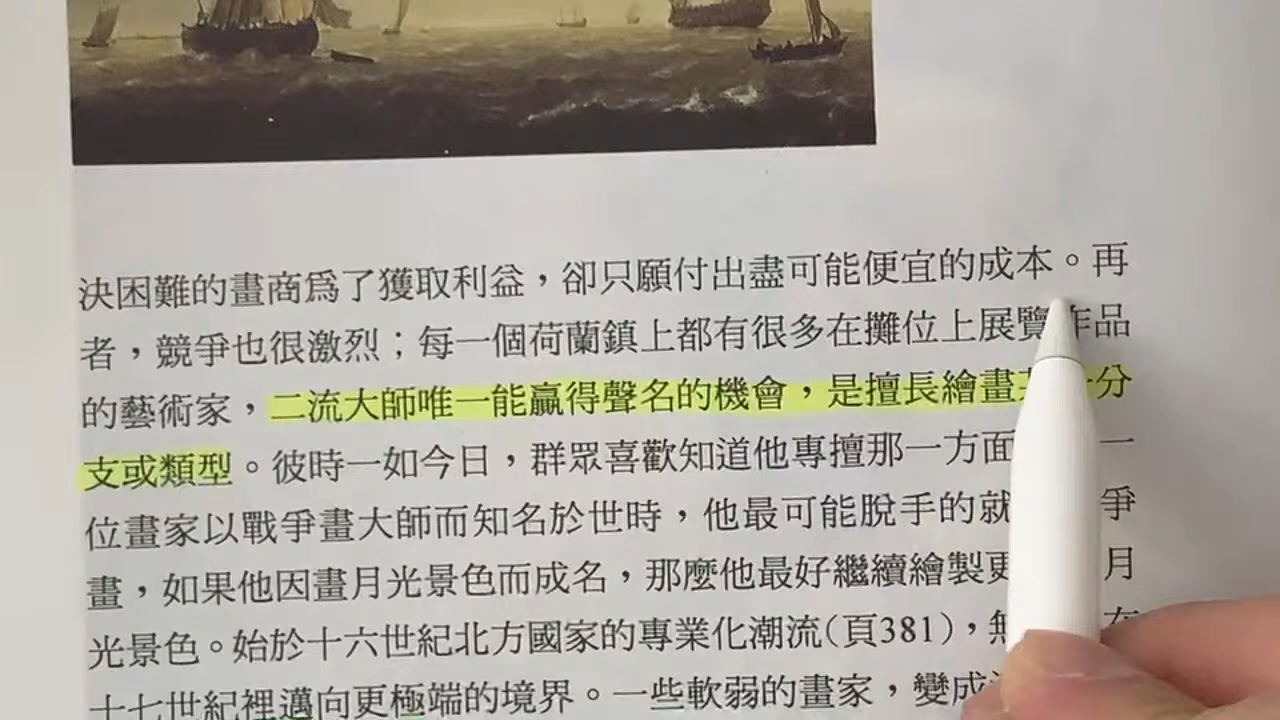 決困難的畫商爲了獲取利益，卻只願付出盡可能便宜的成本。再
者，競爭也很激烈；每一個荷蘭鎮上都有很多在攤位上展覽作品
的藝術家，二流大師唯一能贏得聲名的機會，是擅長繪畫某一分
支或類型。彼時一如今日，群眾喜歡知道他專擅那一方面 一
位畫家以戰爭畫大師而知名於世時，他最可能脫手的就 爭
畫，如果他因畫月光景色而成名，那麼他最好繼續繪製更 月
光景色。始於十六世紀北方國家的專業化潮流（頁381），無 在
十七世紀裡邁向更極端的境界。一些軟弱的畫家，變成